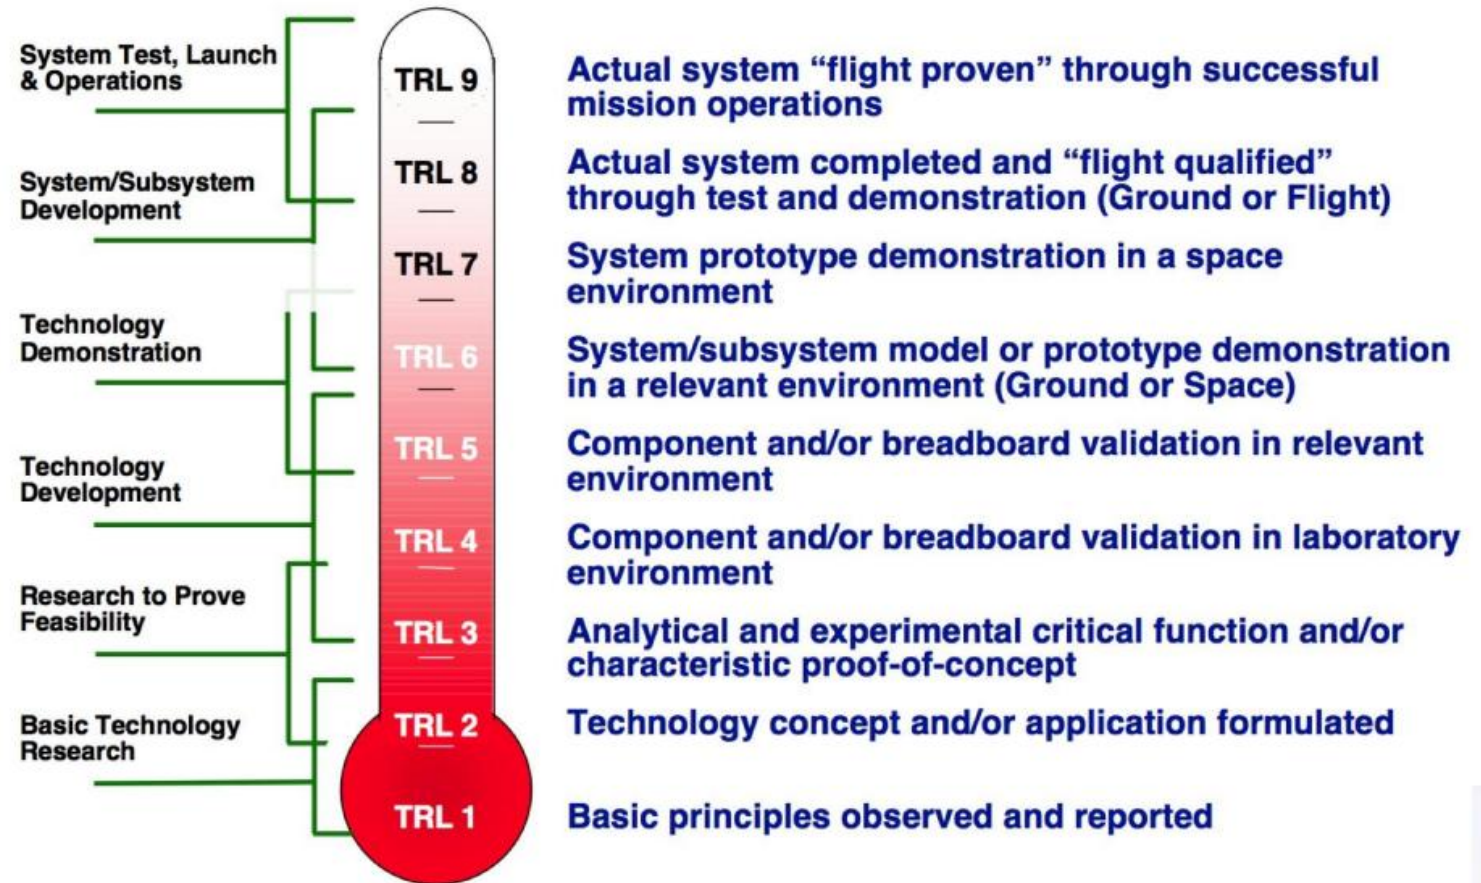 System Test, Launch
& Operations
System/Subsystem
Development
Technology
Demonstration
Technology
Development
Research to Prove
Feasibility
Basic Technology
Research
TRL 9
TRL 8
TRL 7
TRL 6
TRL 5
TRL 4
TRL 3
TRL 2
TRL 1
Actual system “flight proven” through successful
mission operations
Actual system completed and “flight qualified”
through test and demonstration (Ground or Flight)
System prototype demonstration in a space
environment
System/subsystem model or prototype demonstration
in a relevant environment (Ground or Space)
Component and/or breadboard validation in relevant
environment
Component and/or breadboard validation in laboratory
environment
Analytical and experimental critical function and/or
characteristic proof-of-concept
Technology concept and/or application formulated
Basic principles observed and reported